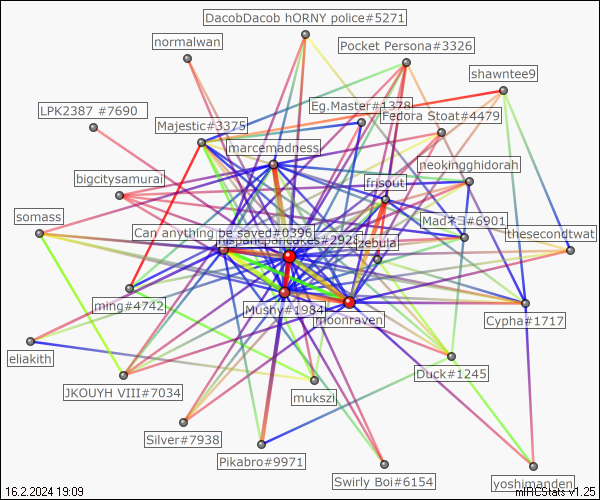 DacobDacob hORNY police#5271
normalwan
Pocket Persona#3326
shawntee9
Eg.Master#1378
LPK2387 #7690
Fedora Stoat#4479
Majestic#3375
marcemadness
neokingghidorah
bigcitysamurai
frisout
somass
Madネコ#6901
Can anything be saved#0396
thesecondtwat
zebula
ming#4742
Mushy#1984
moonraven
Cypha#1717
eliakith
Duck#1245
JKOUYH VIII#7034
mukszi
Silver#7938
Pikabro#9971
Swirly Boi#6154
yoshimanden
16.2.2024 19:09
mIRCStats v1.25